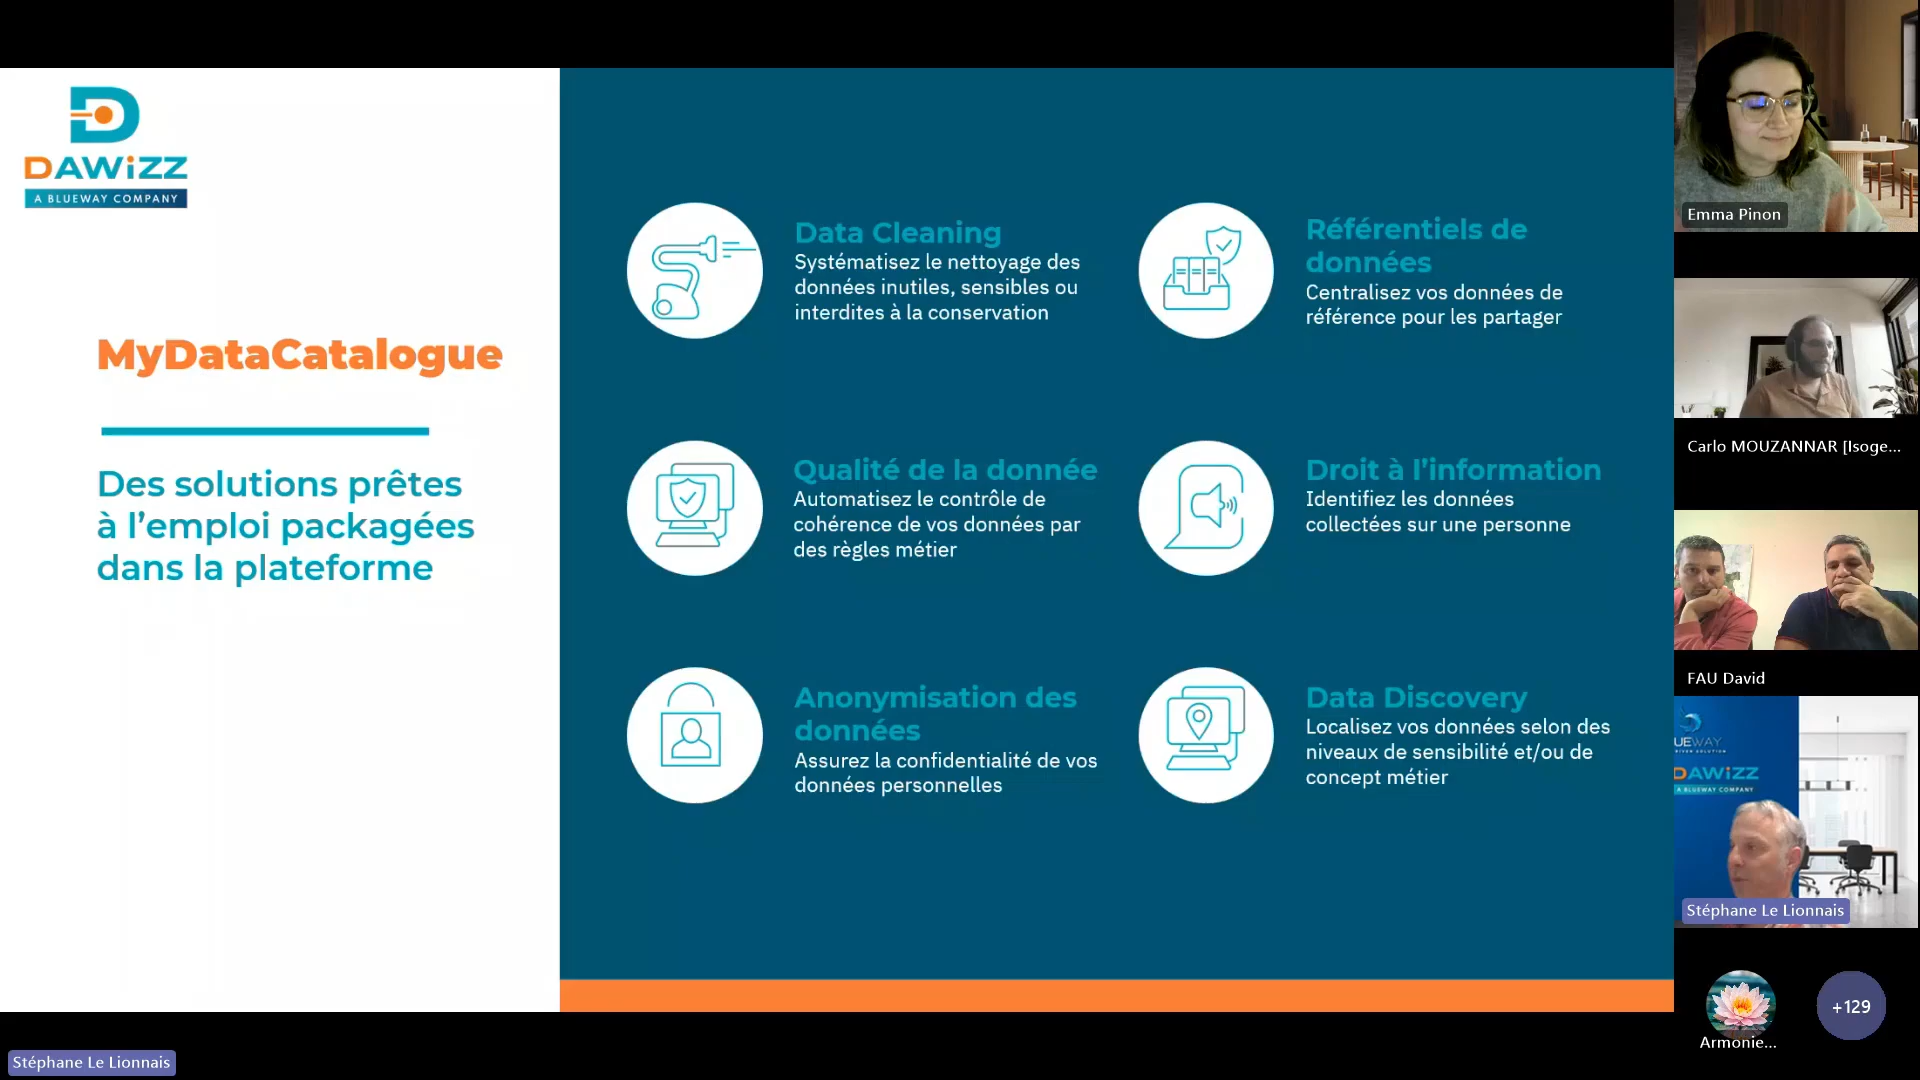 DAWizz
A BLUEWAY COMPANY
MyDataCatalogue
Des solutions prêtes
à l'emploi packagées
dans la plateforme
Data Cleaning
Systématisez le nettoyage des
données inutiles, sensibles ou
interdites à la conservation
Référentiels de
données
Centralisez vos données de
référence pour les partager
Qualité de la donnée
Automatisez le contrôle de
cohérence de vos données par
des règles métier
Droit à l'information
Identifiez les données
collectées sur une personne
Anonymisation des
données
Assurez la confidentialité de vos
données personnelles
Data Discovery
Localisez vos données selon des
niveaux de sensibilité et/ou de
concept métier
Emma Pinon
Carlo MOUZANNAR [Isoge...
FAU David
UEWAY
DAWizz
A BLUEWAY COMPANY
Stéphane Le Lionnais
Armonie...
+129
Stéphane Le Lionnais